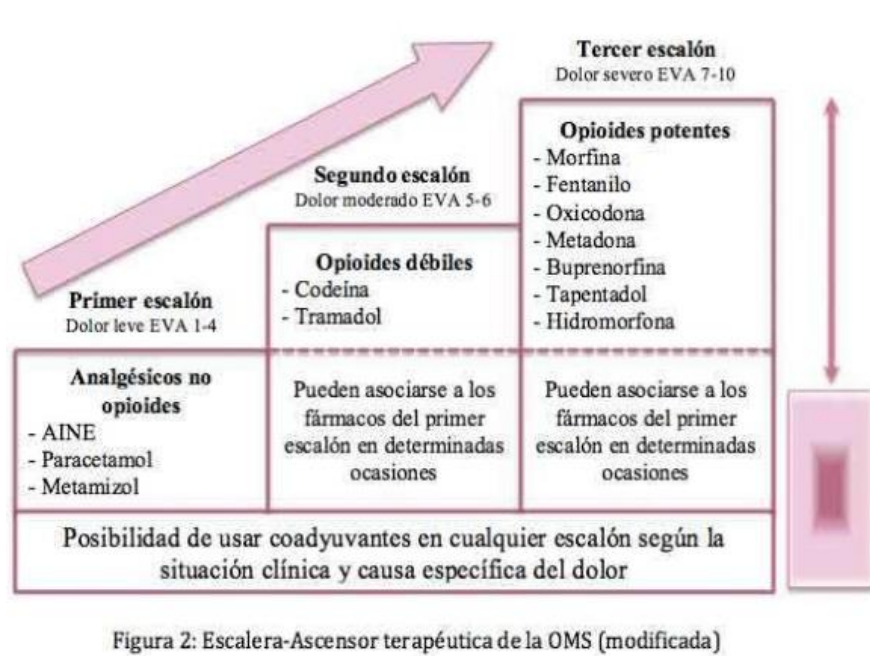 Tercer escalón
Dolor severo EVA 7-10
Opioides potentes
- Morfina
- Fentanilo
- Oxicodona
- Metadona
- Buprenorfina
- Tapentadol
- Hidromorfona
Segundo escalón
Dolor moderado EVA 5-6
Opioides débiles
- Codeína
- Tramadol
Primer escalón
Dolor leve EVA 1-4
Analgésicos no
opioides
- AINE
- Paracetamol
- Metamizol
Pueden asociarse a los
fármacos del primer
escalón en determinadas
ocasiones
Pueden asociarse a los
fármacos del primer
escalón en determinadas
ocasiones
Posibilidad de usar coadyuvantes en cualquier escalón según la
situación clínica y causa específica del dolor
Figura 2: Escalera-Ascensor terapéutica de la OMS (modificada)